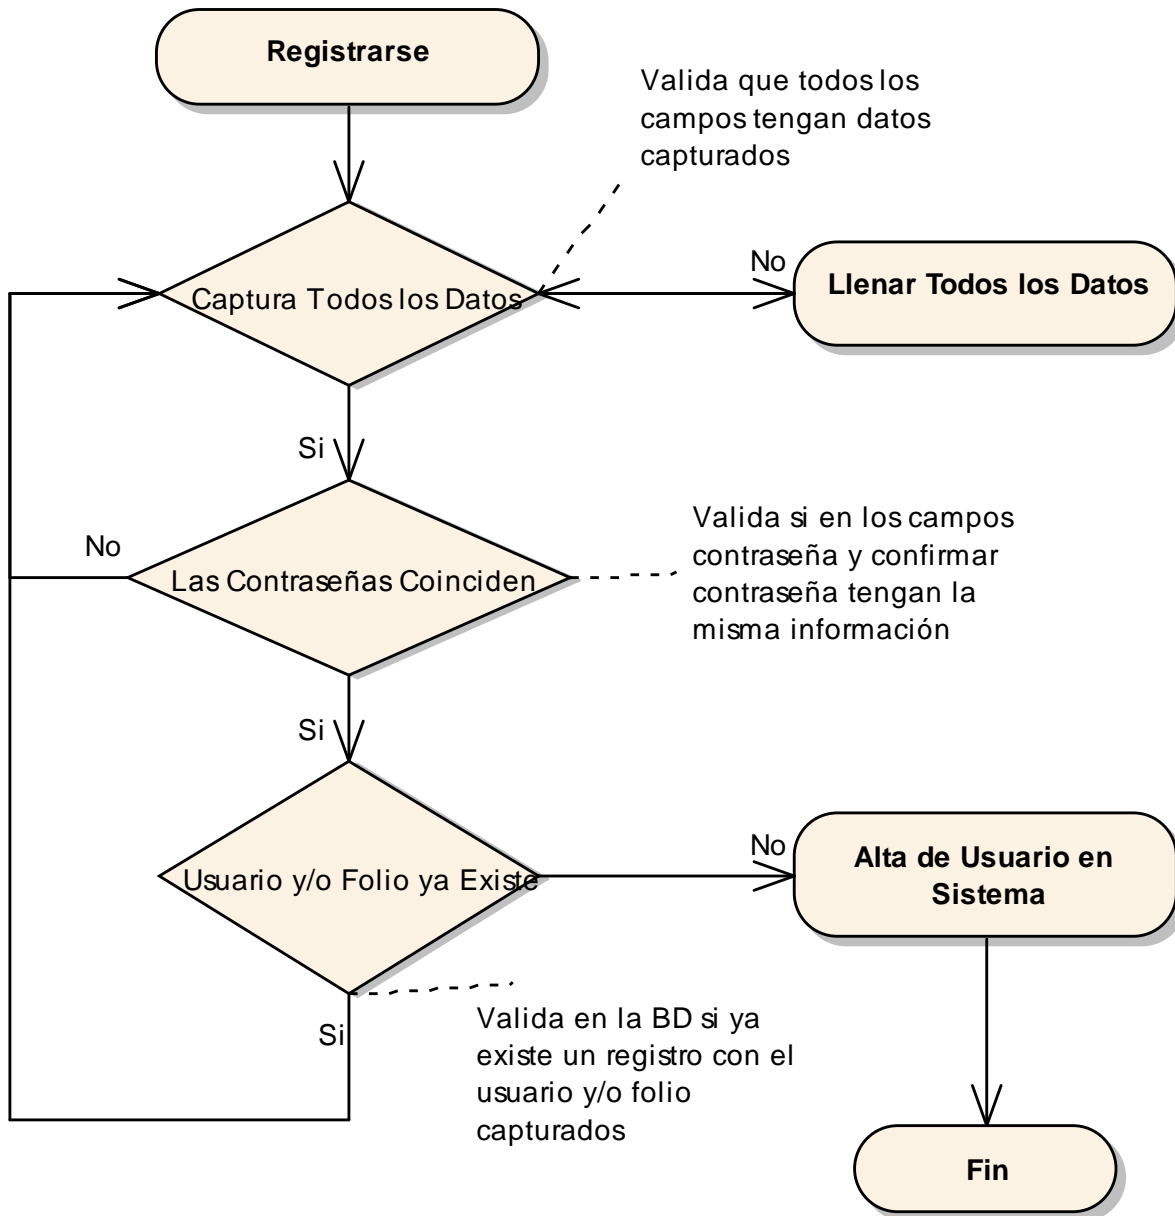 Registrarse
Valida que todos los
campos tengan datos
capturados
Captura Todos los Datos
No
Llenar Todos los Datos
Si
No
Las Contraseñas Coinciden
Valida si en los campos
contraseña y confirmar
contraseña tengan la
misma información
Si
Usuario y/o Folio ya Existe
No
Alta de Usuario en
Sistema
Si
Valida en la BD si ya
existe un registro con el
usuario y/o folio
capturados
Fin